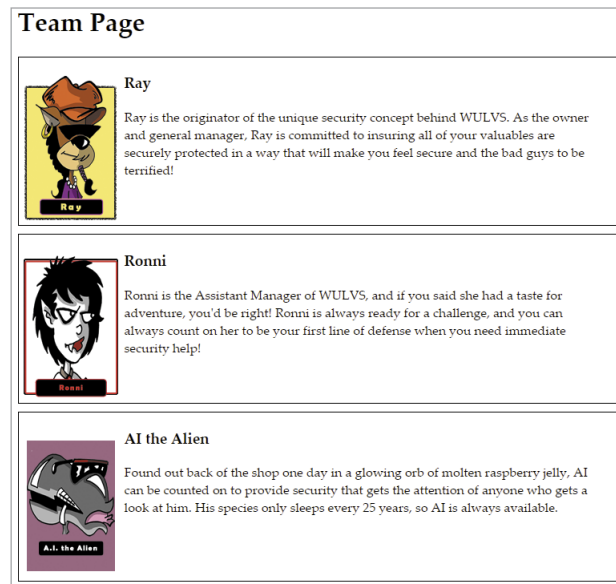 Team Page
Ray
Ray is the originator of the unique security concept behind WULVS. As the owner
and general manager, Ray is committed to insuring all of your valuables are
securely protected in a way that will make you feel secure and the bad guys to be
terrified!
Ray
Ronni
Ronni is the Assistant Manager of WULVS, and if you said she had a taste for
adventure, you'd be right! Ronni is always ready for a challenge, and you can
always count on her to be your first line of defense when you need immediate
security help!
Ronni
AI the Alien
Found out back of the shop one day in a glowing orb of molten raspberry jelly, AI
can be counted on to provide security that gets the attention of anyone who gets a
look at him. His species only sleeps every 25 years, so AI is always available.
A.I. the Alien